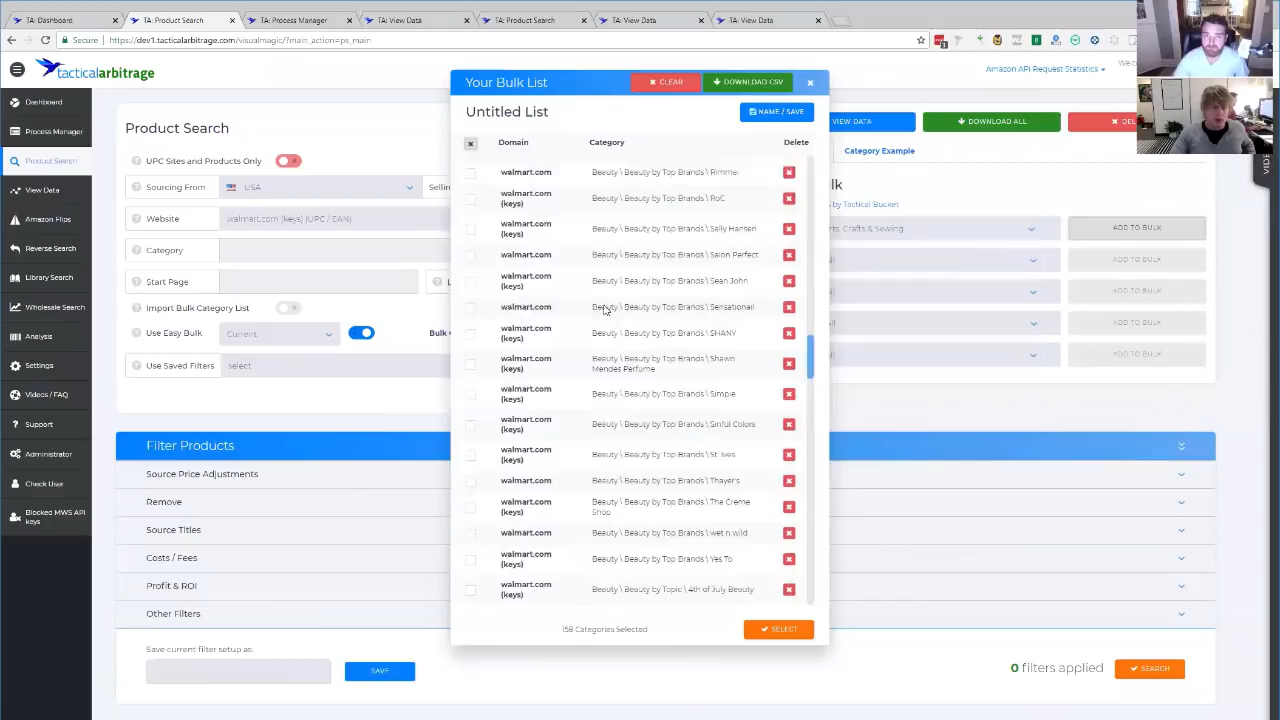 TA: Dashboard
TA: Product Search
TA: Process Manager
TA: View Data
TA: Product Search
TA: View Data
TA: View Data
Secure
https://dev1.tacticalarbitrage.com/visualmagic/?main_action=ps_main
tacticalarbitrage
Amazon API Request Statistics
Dashboard
Process Manager
Product Search
View Data
Amazon Flips
Reverse Search
Library Search
Wholesale Search
Analysis
Settings
Videos / FAQ
Support
Administrator
Check User
Blocked MWS API
keys
Product Search
UPC Sites and Products Only
Sourcing From
USA
Website
walmart.com (keys) (UPC / EAN)
Category
Start Page
Import Bulk Category List
Use Easy Bulk
Current
Use Saved Filters
select
Your Bulk List
CLEAR
DOWNLOAD CSV
Untitled List
NAME / SAVE
Domain
Category
Delete
walmart.com
Beauty \ Beauty by Top Brands \ Rimmel
walmart.com
(keys)
Beauty \ Beauty by Top Brands \ RoC
walmart.com
(keys)
Beauty \ Beauty by Top Brands \ Sally Hansen
walmart.com
Beauty \ Beauty by Top Brands \ Salon Perfect
walmart.com
(keys)
Beauty \ Beauty by Top Brands \ Sean John
walmart.com
Beauty \ Beauty by Top Brands \ Sensationail
walmart.com
(keys)
Beauty \ Beauty by Top Brands \ SHANY
walmart.com
(keys)
Beauty \ Beauty by Top Brands \ Shawn
Mendes Perfume
walmart.com
(keys)
Beauty \ Beauty by Top Brands \ Simple
walmart.com
(keys)
Beauty \ Beauty by Top Brands \ Sinful Colors
walmart.com
(keys)
Beauty \ Beauty by Top Brands \ St. Ives
walmart.com
Beauty \ Beauty by Top Brands \ Thayer's
walmart.com
(keys)
Beauty \ Beauty by Top Brands \ The Creme
Shop
walmart.com
Beauty \ Beauty by Top Brands \ wet n wild
walmart.com
(keys)
Beauty \ Beauty by Top Brands \ Yes To
walmart.com
(keys)
Beauty \ Beauty by Topic \ 4th of July Beauty
158 Categories Selected
SELECT
VIEW DATA
DOWNLOAD ALL
Category Example
by Tactical Bucket
Crafts & Sewing
ADD TO BULK
ADD TO BULK
ADD TO BULK
ADD TO BULK
ADD TO BULK
Filter Products
Source Price Adjustments
Remove
Source Titles
Costs / Fees
Profit & ROI
Other Filters
Save current filter setup as:
SAVE
0 filters applied
SEARCH